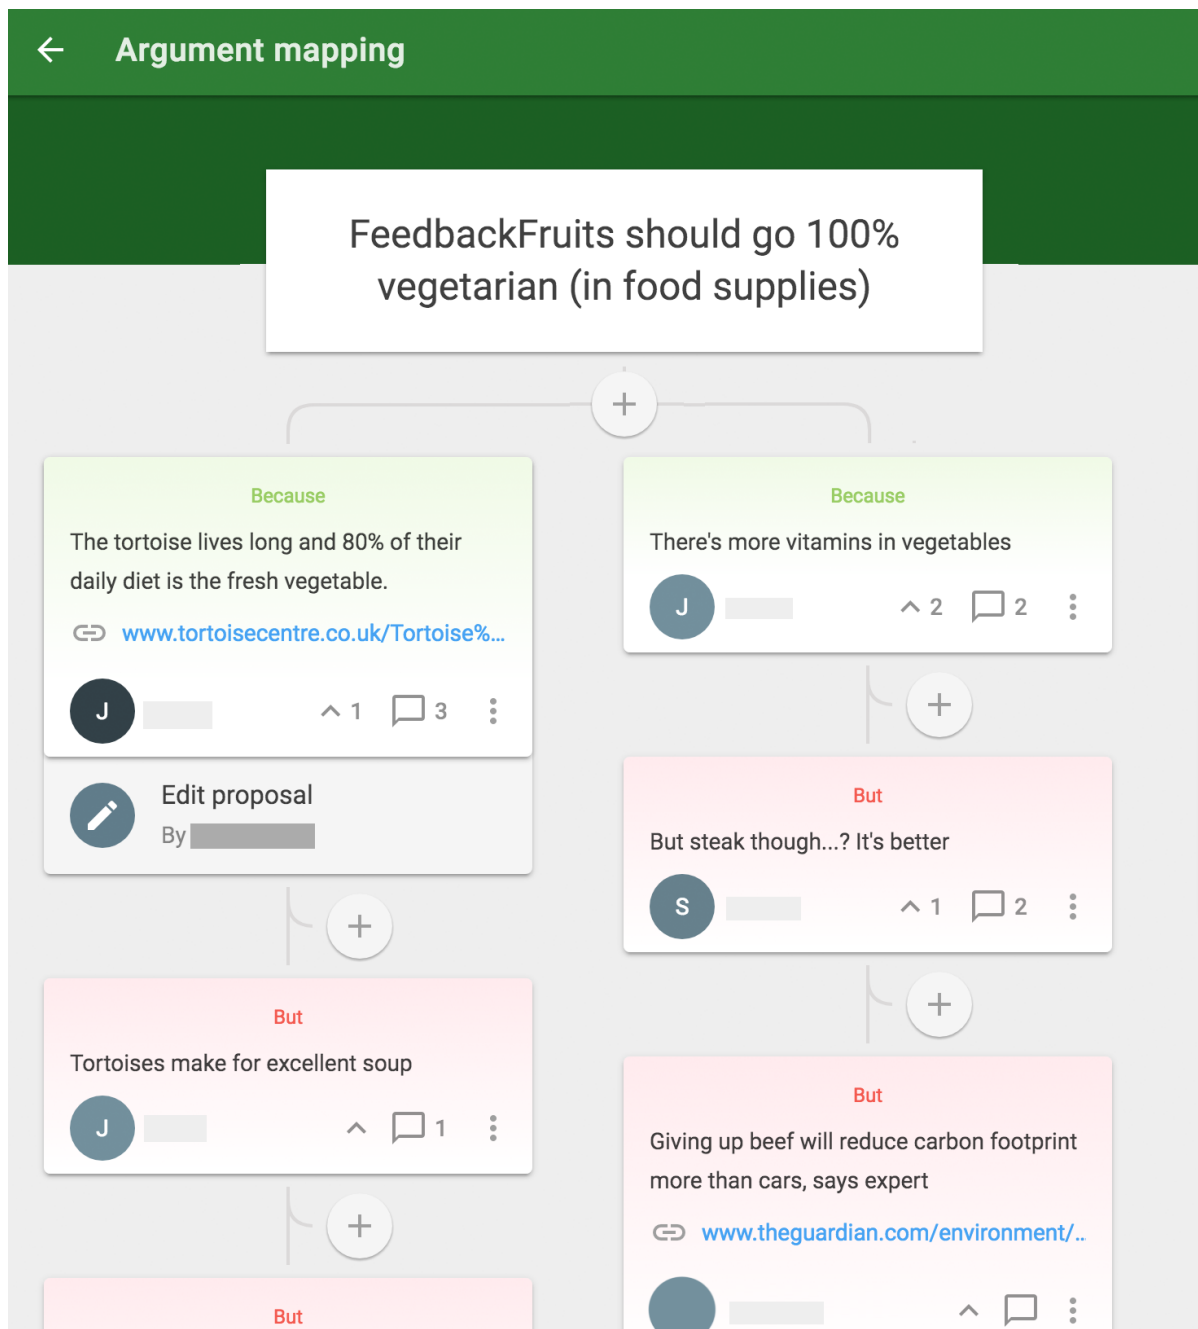 Argument mapping
FeedbackFruits should go 100%
vegetarian (in food supplies)
Because
The tortoise lives long and 80% of their
daily diet is the fresh vegetable.
www.tortoisecentre.co.uk/Tortoise%...
J
1
3
Edit proposal
By
But
Tortoises make for excellent soup
J
1
But
Because
There's more vitamins in vegetables
J
2
2
But
But steak though...? It's better
S
1
2
But
Giving up beef will reduce carbon footprint
more than cars, says expert
www.theguardian.com/environment/...